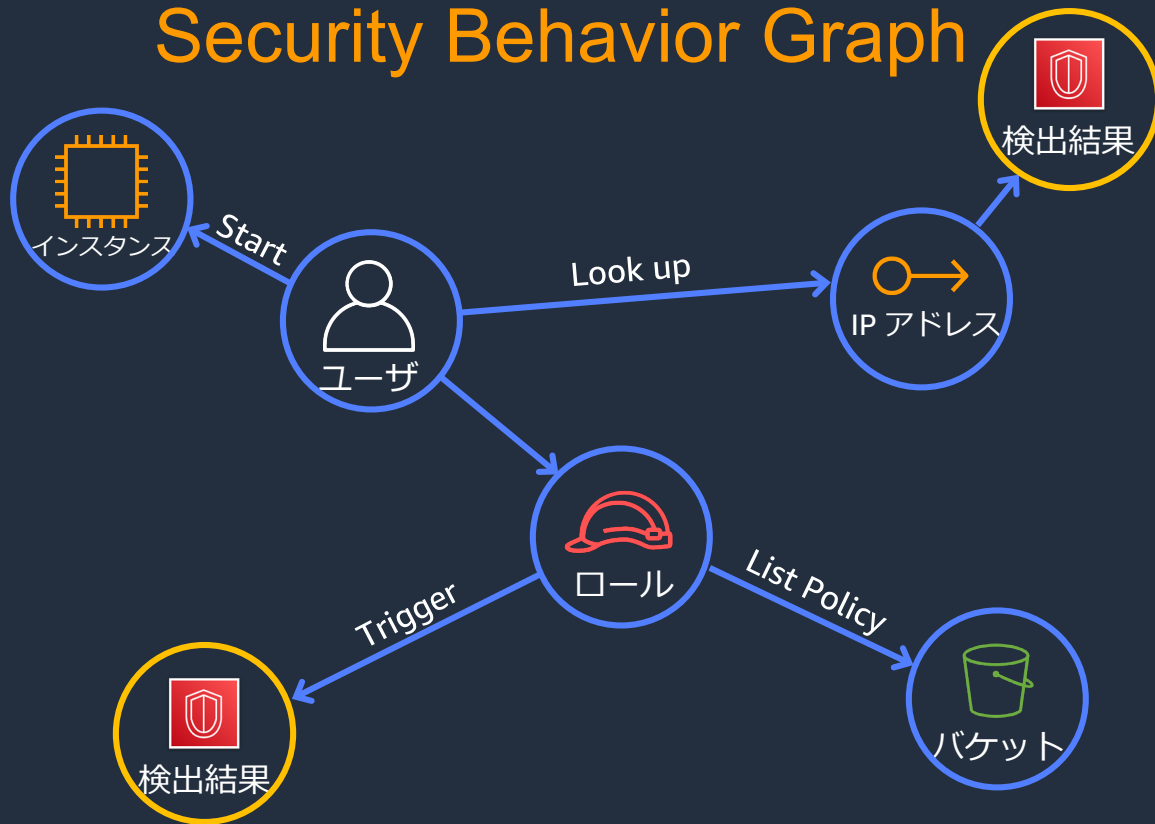 Security Behavior Graph
検出結果
インスタンス
Start
Look up
ユーザ
IP アドレス
ロール
Trigger
List Policy
検出結果
バケット